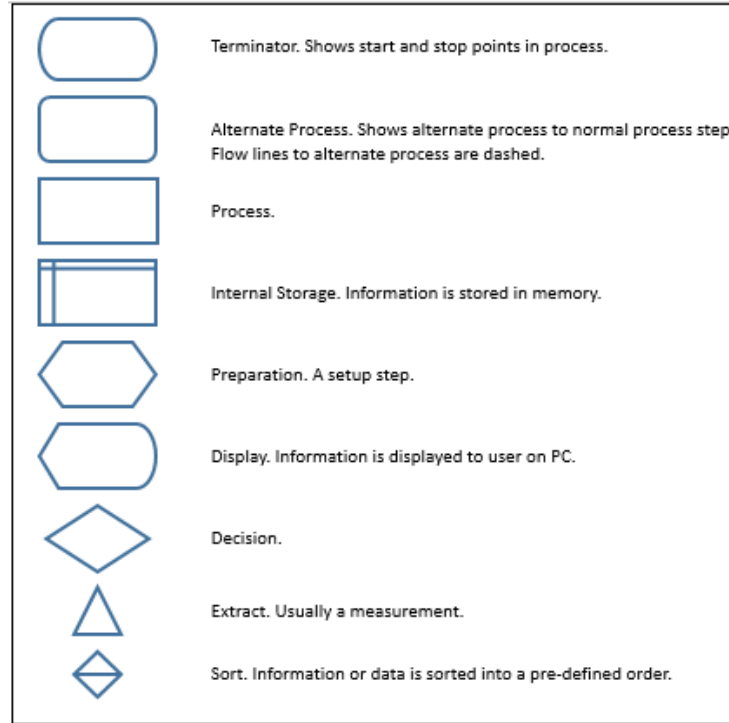 Terminator. Shows start and stop points in process.
Alternate Process. Shows alternate process to normal process step
Flow lines to alternate process are dashed.
Process.
Internal Storage. Information is stored in memory.
Preparation. A setup step.
Display. Information is displayed to user on PC.
Decision.
Extract. Usually a measurement.
Sort. Information or data is sorted into a pre-defined order.